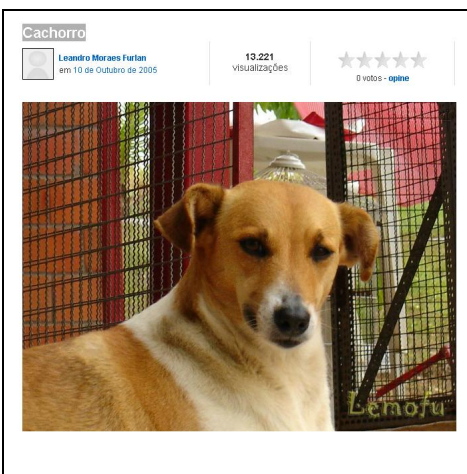 Cachorro
Leandro Moraes Furlan
em 10 de Outubro de 2005
13.221
visualizações
0 votos - opine
Lemofu